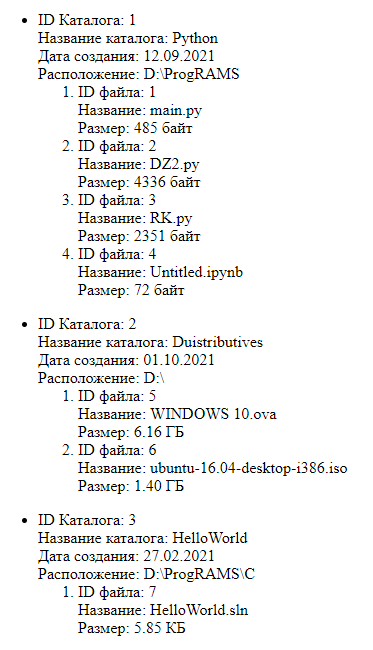 • ID Каталога: 1
Название каталога: Python
Дата создания: 12.09.2021
Расположение: D:\ProgRAMS
1. ID файла: 1
Название: main.py
Размер: 485 байт
2. ID файла: 2
Название: DZ2.py
Размер: 4336 байт
3. ID файла: 3
Название: RK.py
Размер: 2351 байт
4. ID файла: 4
Название: Untitled.ipynb
Размер: 72 байт
• ID Каталога: 2
Название каталога: Duistributives
Дата создания: 01.10.2021
Расположение: D:\
1. ID файла: 5
Название: WINDOWS 10.ova
Размер: 6.16 ГБ
2. ID файла: 6
Название: ubuntu-16.04-desktop-i386.iso
Размер: 1.40 ГБ
• ID Каталога: 3
Название каталога: HelloWorld
Дата создания: 27.02.2021
Расположение: D:\ProgRAMS\C
1. ID файла: 7
Название: HelloWorld.sln
Размер: 5.85 КБ